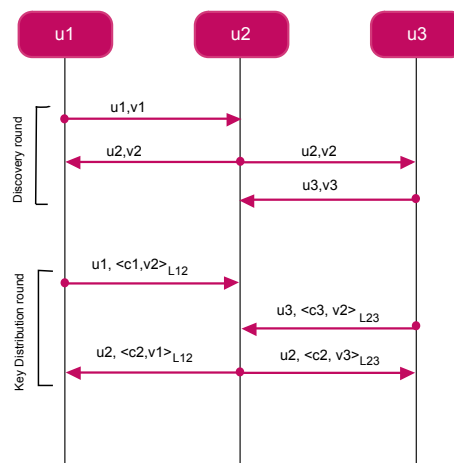 u1 u2 u3
Discovery round
u1,v1
u2,v2 u2,v2
u3,v3
Key Distribution round
u1, <c1,v2>L12
u3, <c3, v2>L23
u2, <c2,v1>L12 u2, <c2, v3>L23